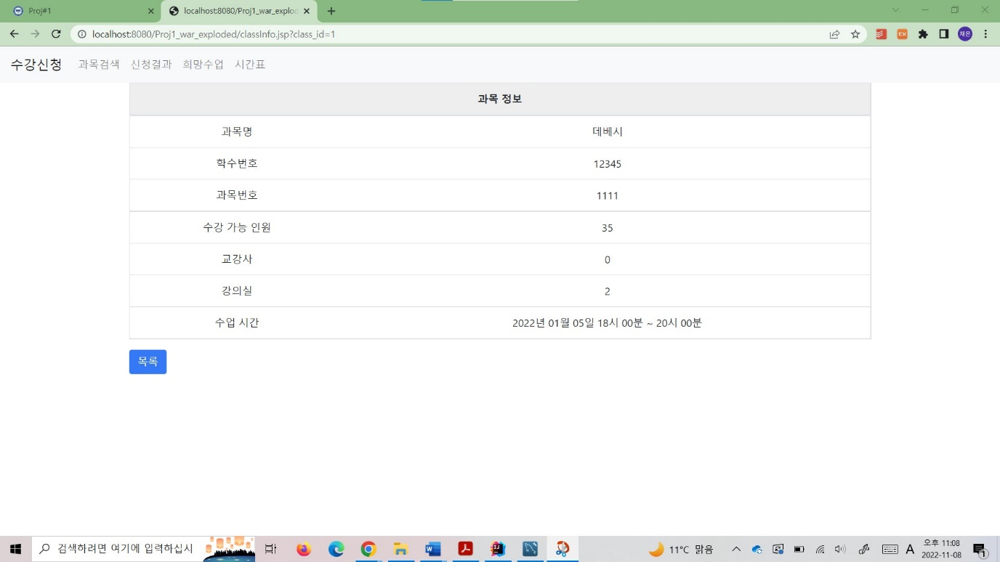 Proj#1
localhost:8080/Proj1_war_explod
localhost:8080/Proj1_war_exploded/classInfo.jsp?class_id=1
EX
채은
수강신청 과목검색 신청결과 희망수업 시간표
과목 정보
과목명 데베시
학수번호 12345
과목번호 1111
수강 가능 인원 35
교강사 0
강의실 2
수업 시간 2022년 01월 05일 18시 00분 ~ 20시 00분
목록
검색하려면 여기에 입력하십시
11°C 맑음
A
오후 11:08
2022-11-08
1